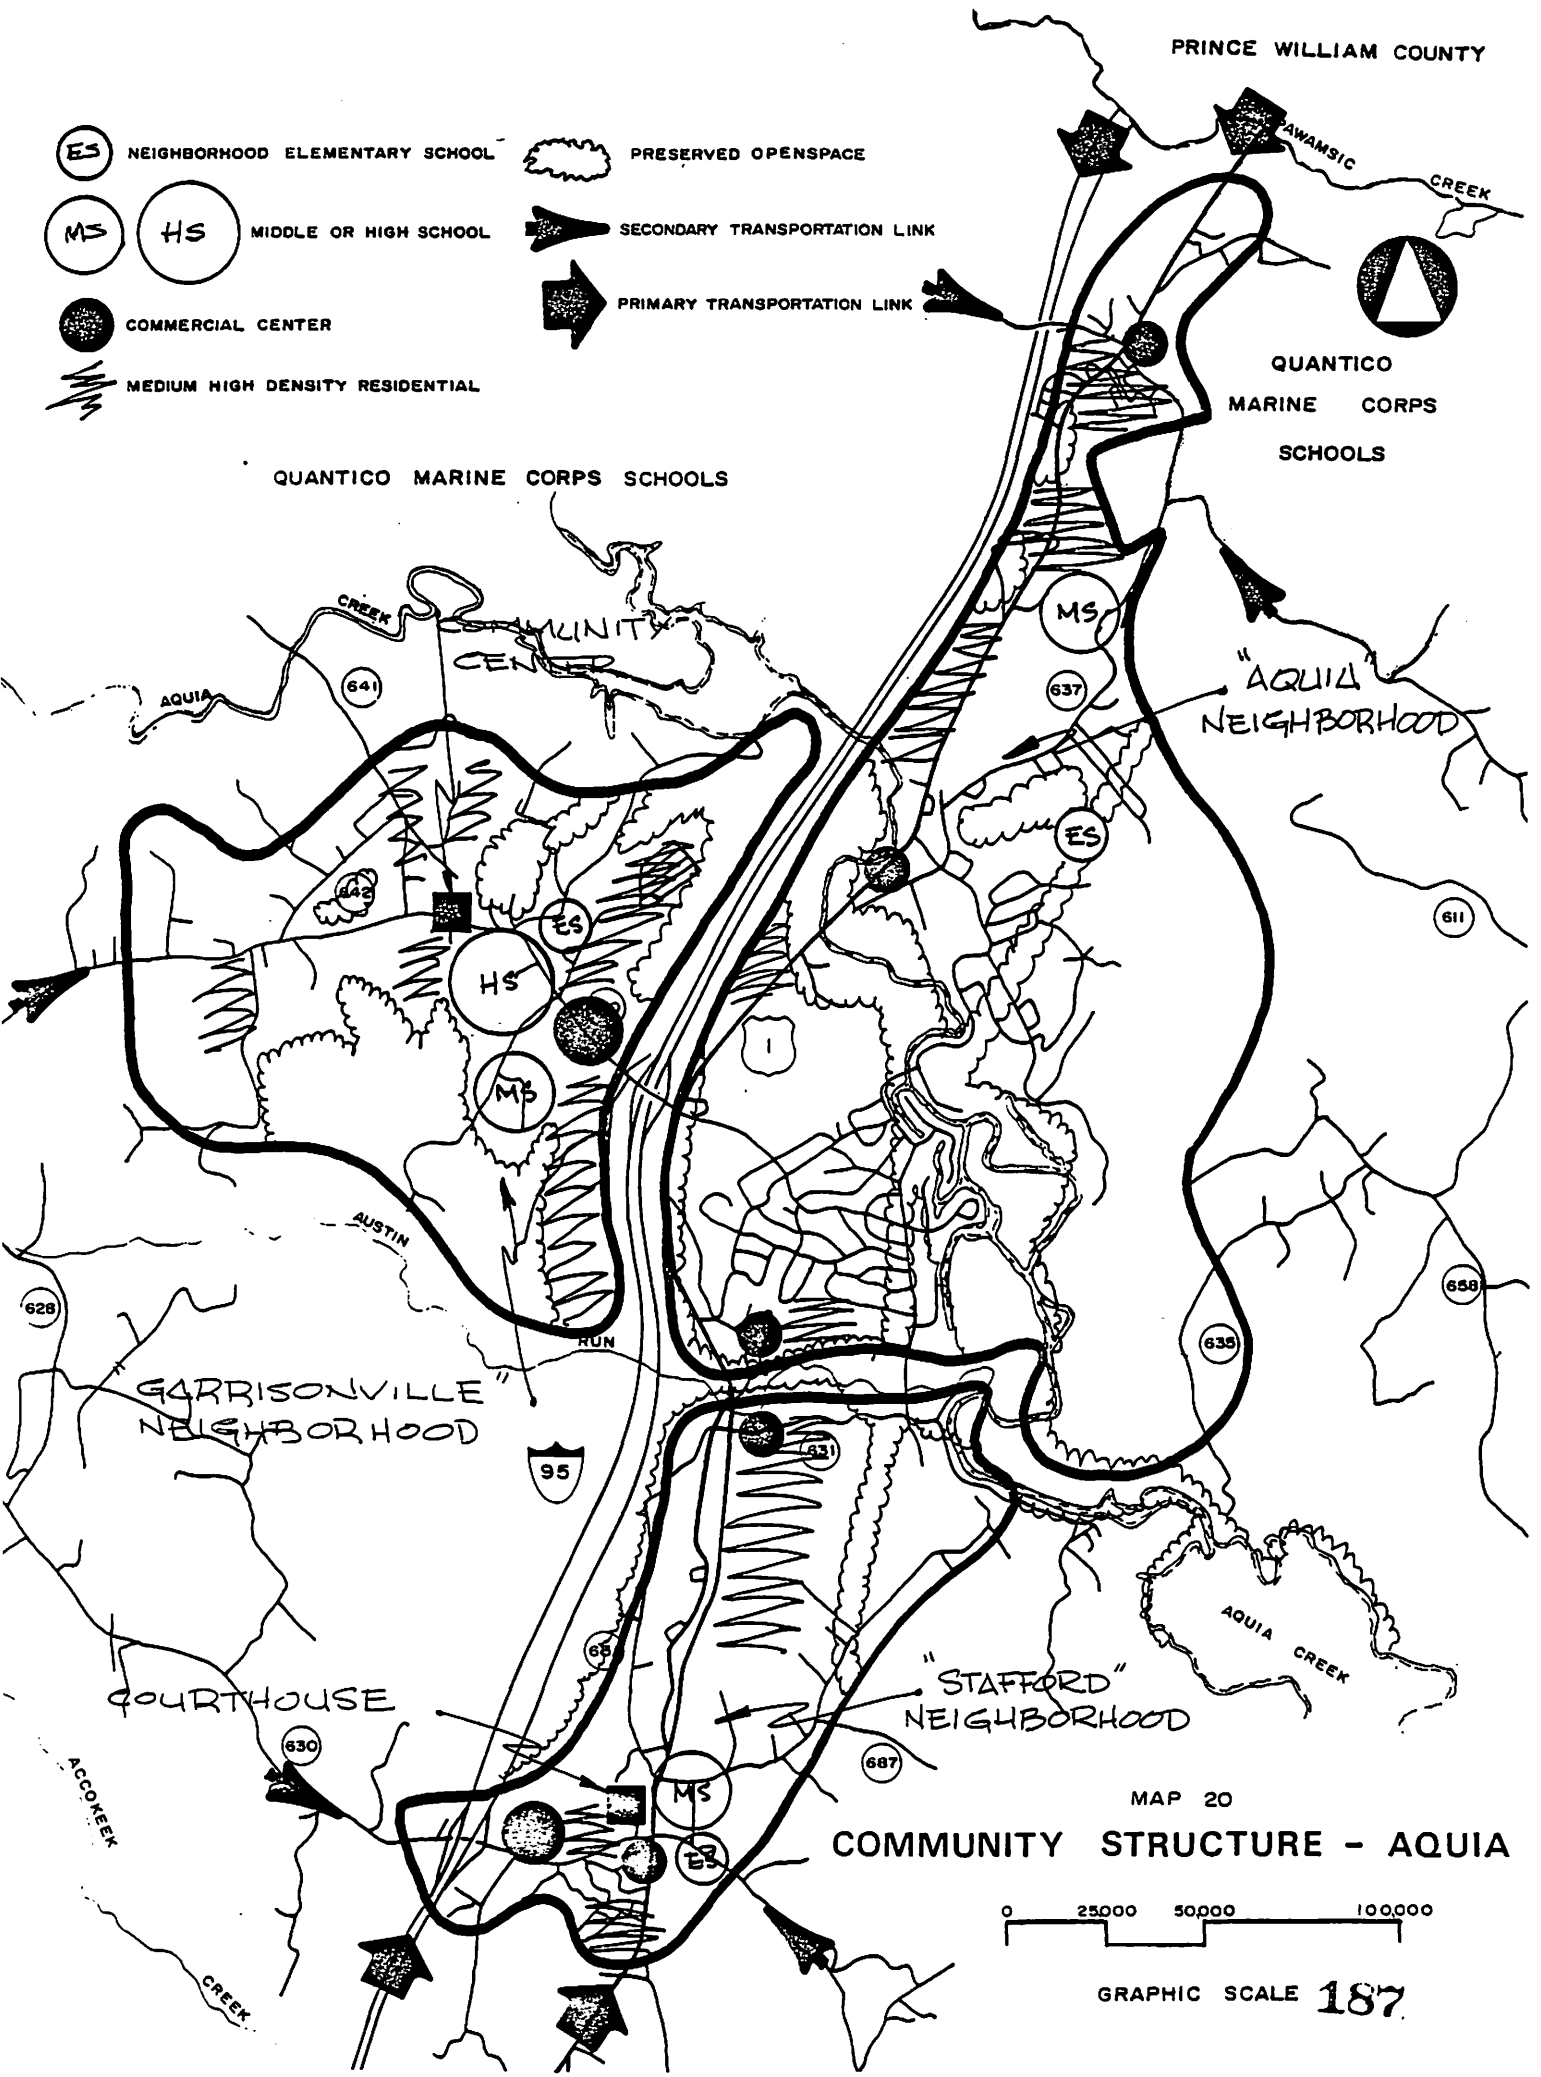 PRINCE WILLIAM COUNTY
ES NEIGHBORHOOD ELEMENTARY SCHOOL
PRESERVED OPENSPACE
PAWAMSIC
CREEK
MS HS MIDDLE OR HIGH SCHOOL
SECONDARY TRANSPORTATION LINK
PRIMARY TRANSPORTATION LINK
COMMERCIAL CENTER
MEDIUM HIGH DENSITY RESIDENTIAL
QUANTICO
MARINE CORPS
SCHOOLS
QUANTICO MARINE CORPS SCHOOLS
CREEK
COMMUNITY
CENTER
MS
641
AQUIA
637
"AQUIA"
NEIGHBORHOOD
ES
642
ES
611
HS
1
MS
AUSTIN
628
658
635
RUN
GARRISONVILLE"
NEIGHBORHOOD
631
95
AQUIA
CREEK
"STAFFORD"
NEIGHBORHOOD
COURTHOUSE
630
687
ACCOKEEK
MS
ES
MAP 20
COMMUNITY STRUCTURE - AQUIA
0 25,000 50,000 100,000
CREEK
GRAPHIC SCALE 187